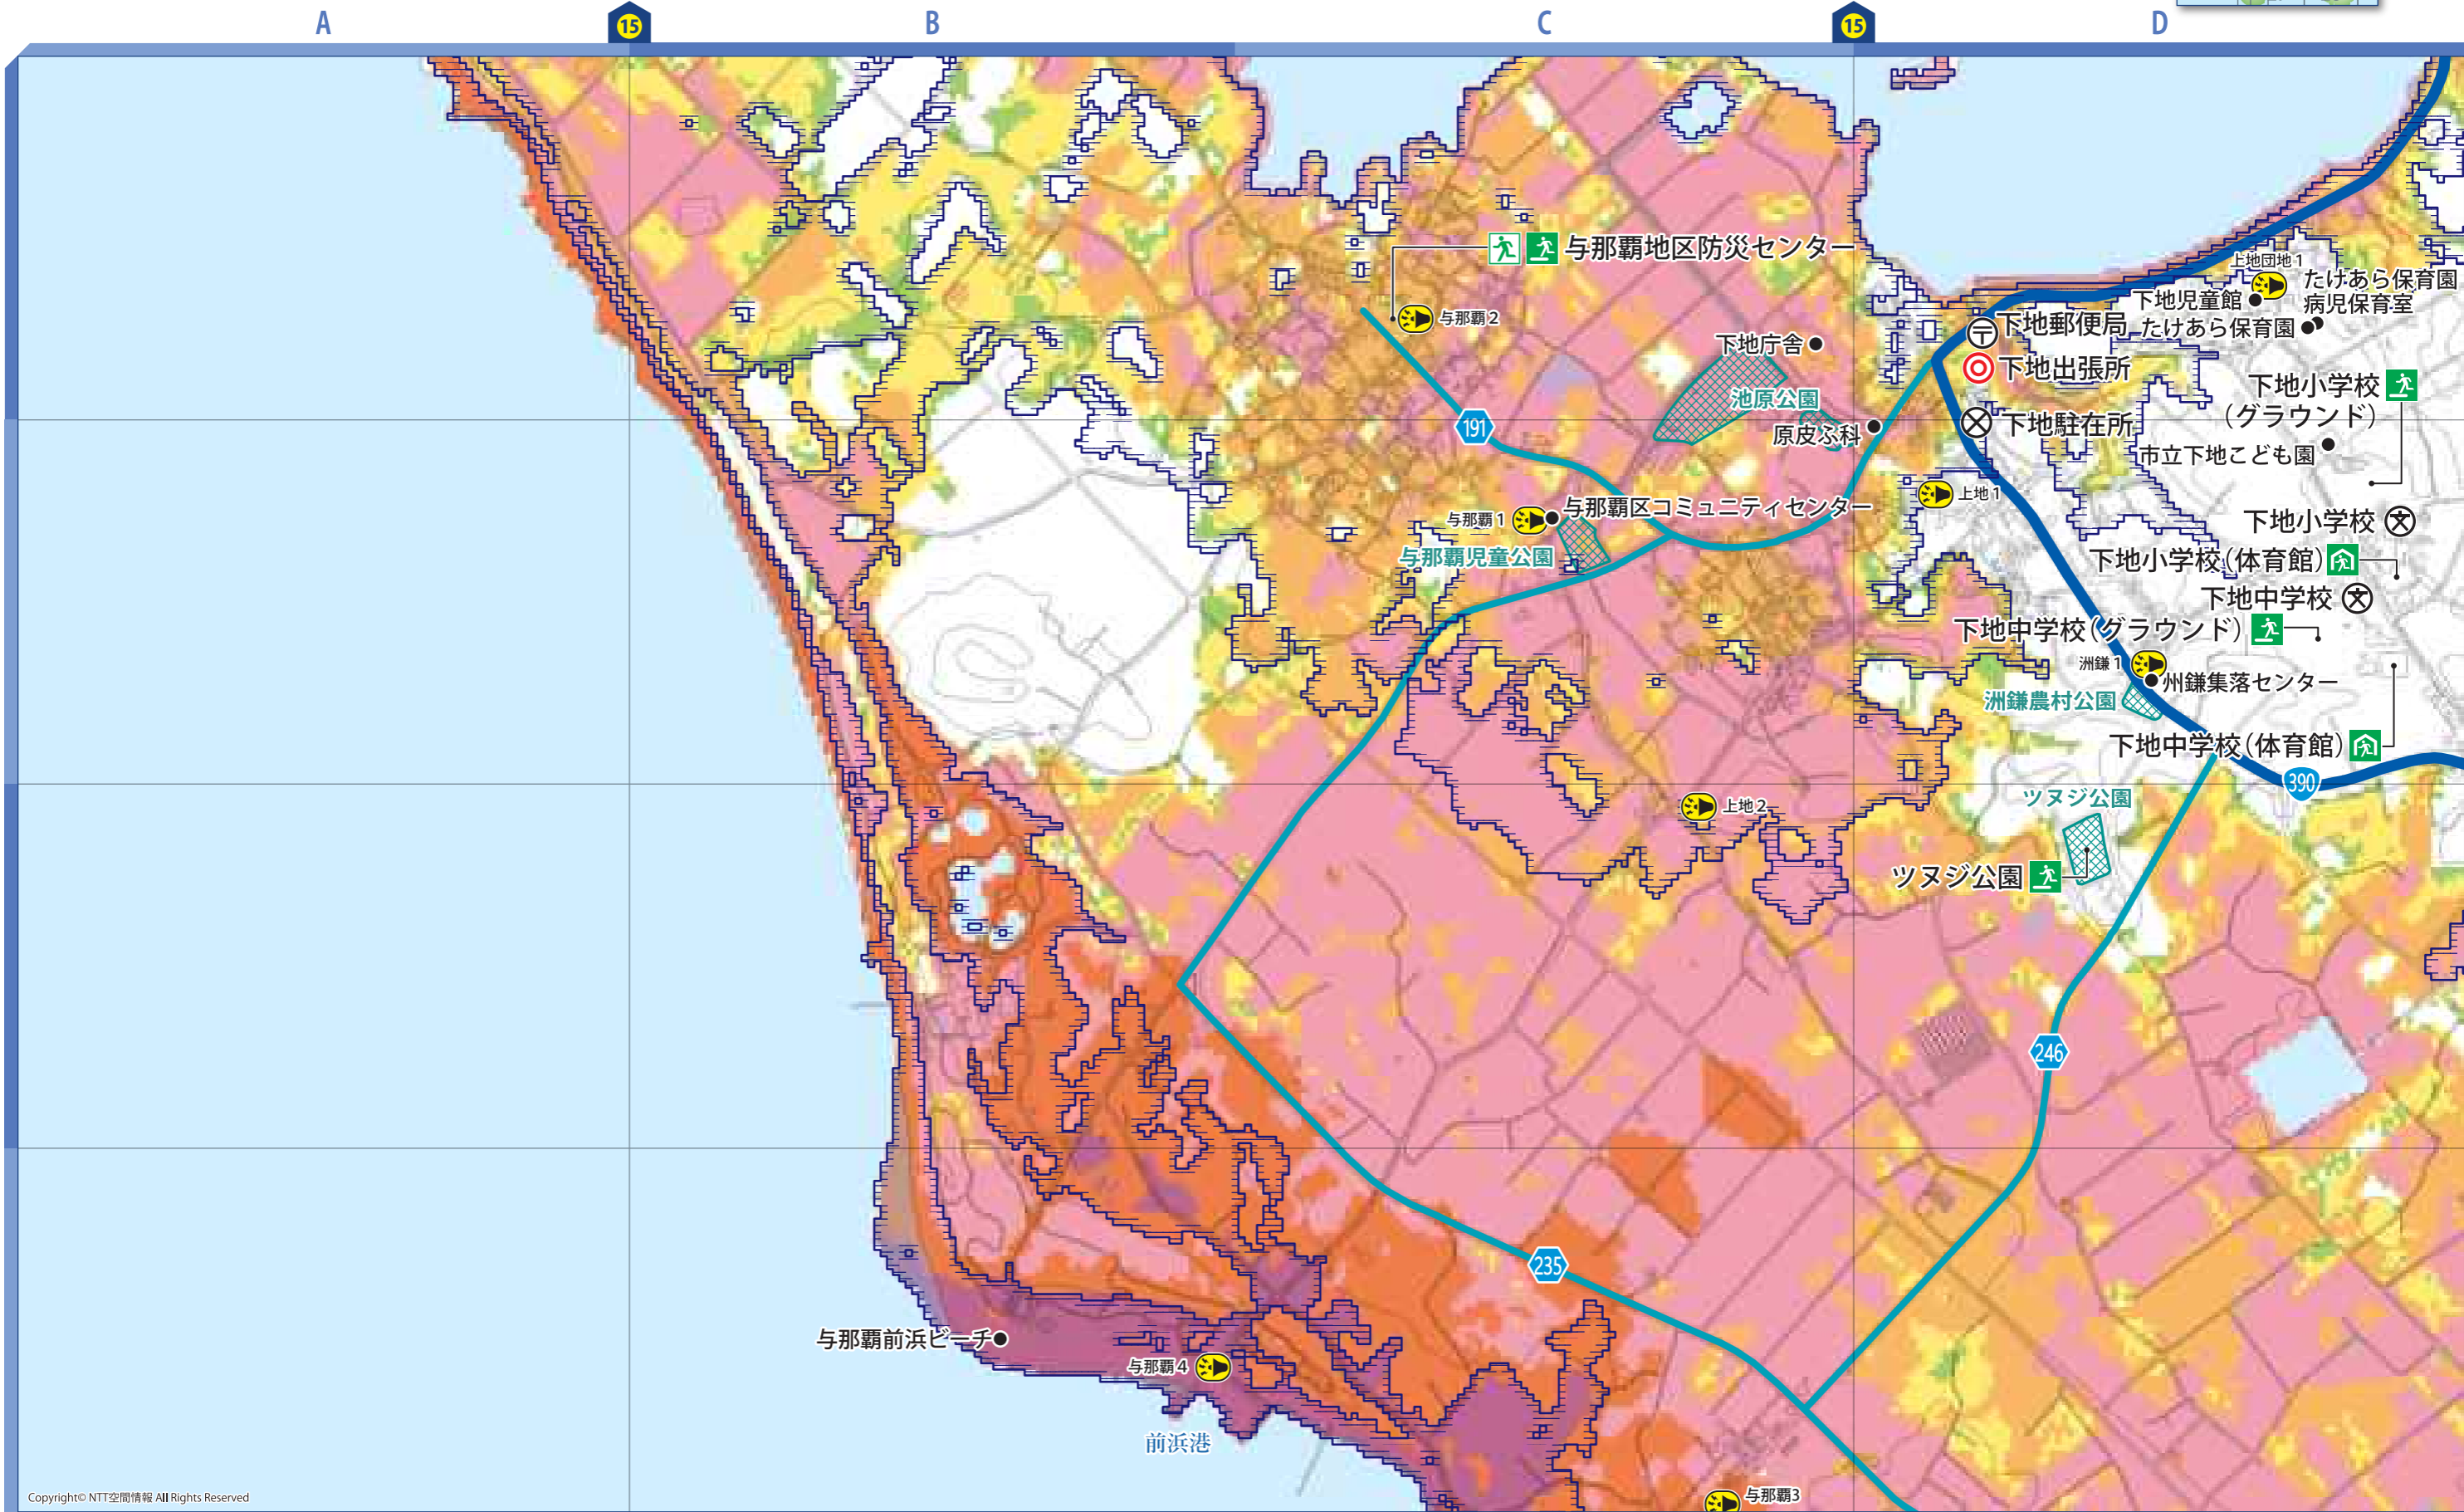 A
15
B
C
15
D
与那覇地区防災センター
与那覇2
上地団地1
たけあら保育園
病児保育室
下地児童館
たけあら保育園
下地郵便局
下地庁舎
下地出張所
下地小学校
(グラウンド)
池原公園
191
原皮ふ科
下地駐在所
市立下地こども園
上地1
与那覇区コミュニティセンター
与那覇1
下地小学校
与那覇児童公園
下地小学校(体育館)
下地中学校
下地中学校(グラウンド)
洲鎌1
州鎌集落センター
洲鎌農村公園
下地中学校(体育館)
390
ツヌジ公園
上地2
ツヌジ公園
246
235
与那覇前浜ビーチ
与那覇4
前浜港
与那覇3
Copyright© NTT空間情報 All Rights Reserved